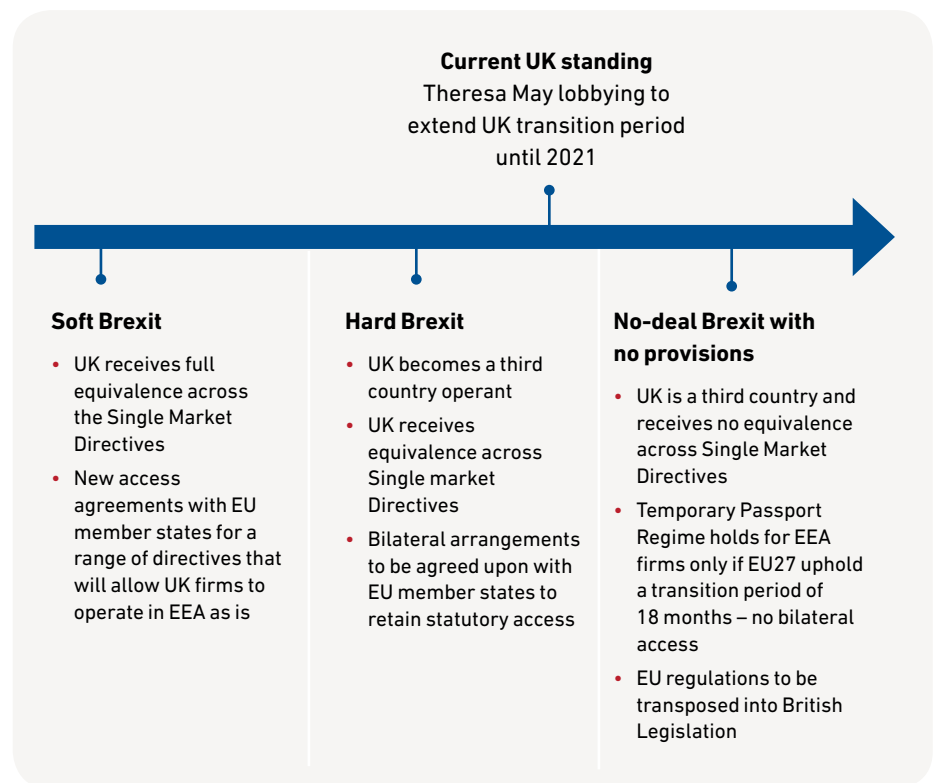 Current UK standing
Theresa May lobbying to
extend UK transition period
until 2021
Soft Brexit
• UK receives full
equivalence across
the Single Market
Directives
• New access
agreements with EU
member states for a
range of directives that
will allow UK firms to
operate in EEA as is
Hard Brexit
• UK becomes a third
country operant
• UK receives
equivalence across
Single market
Directives
• Bilateral arrangements
to be agreed upon with
EU member states to
retain statutory access
No-deal Brexit with
no provisions
• UK is a third country and
receives no equivalence
across Single Market
Directives
• Temporary Passport
Regime holds for EEA
firms only if EU27 uphold
a transition period of
18 months – no bilateral
access
• EU regulations to be
transposed into British
Legislation